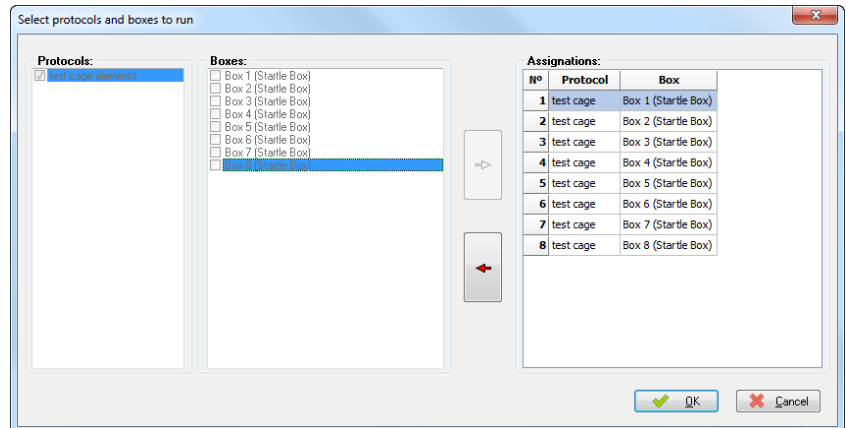 Select protocols and boxes to run
Protocols:
test cage elements
Boxes:
Box 1 (Startle Box)
Box 2 (Startle Box)
Box 3 (Startle Box)
Box 4 (Startle Box)
Box 5 (Startle Box)
Box 6 (Startle Box)
Box 7 (Startle Box)
Box 8 (Startle Box)
Assignations:
Nº Protocol Box
1 test cage Box 1 (Startle Box)
2 test cage Box 2 (Startle Box)
3 test cage Box 3 (Startle Box)
4 test cage Box 4 (Startle Box)
5 test cage Box 5 (Startle Box)
6 test cage Box 6 (Startle Box)
7 test cage Box 7 (Startle Box)
8 test cage Box 8 (Startle Box)
OK
Cancel